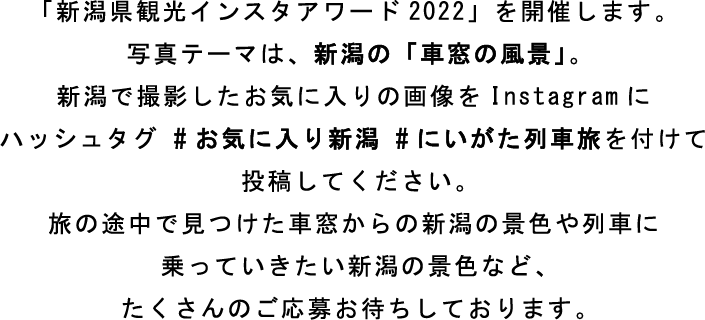 「新潟県観光インスタアワード2022」を開催します。
写真テーマは、新潟の「車窓の風景」。
新潟で撮影したお気に入りの画像をInstagramに
ハッシュタグ #お気に入り新潟 #にいがた列車旅を付けて
投稿してください。
旅の途中で見つけた車窓からの新潟の景色や列車に
乗っていきたい新潟の景色など、
たくさんのご応募お待ちしております。